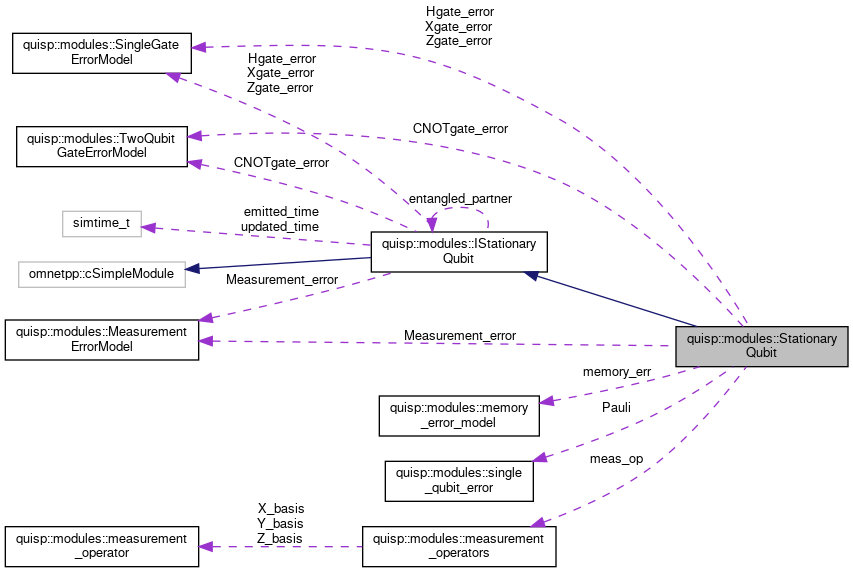 Hgate_error
Xgate_error
Zgate_error
quisp::modules::SingleGate
ErrorModel
Hgate_error
Xgate_error
Zgate_error
quisp::modules::TwoQubit
GateErrorModel
CNOTgate_error
CNOTgate_error
entangled_partner
simtime_t
emitted_time
updated_time
quisp::modules::IStationary
Qubit
omnetpp::cSimpleModule
Measurement_error
quisp::modules::Measurement
ErrorModel
Measurement_error
quisp::modules::Stationary
Qubit
memory_err
quisp::modules::memory
_error_model
Pauli
meas_op
quisp::modules::single
_qubit_error
X_basis
Y_basis
Z_basis
quisp::modules::measurement
_operator
quisp::modules::measurement
_operators